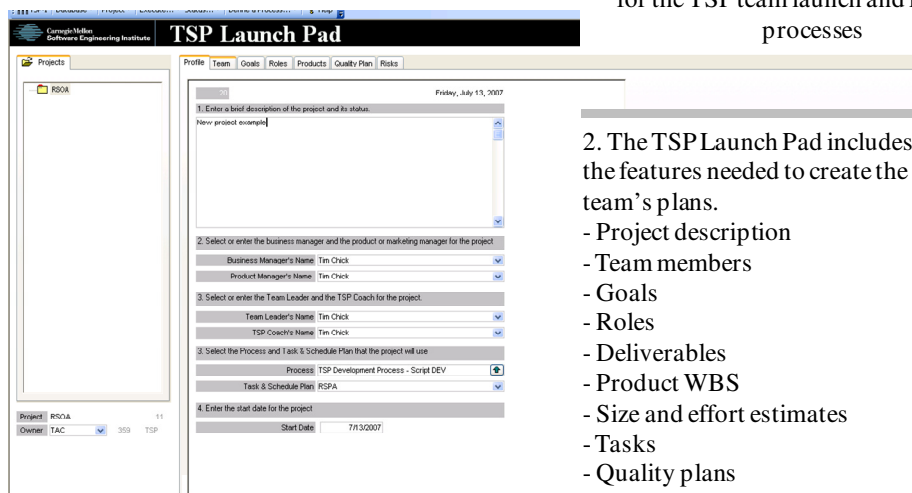 Database Project Execute... Status... Define a Process... Help
for the TSP team launch and
processes
Carnegie Mellon
Software Engineering Institute
TSP Launch Pad
Projects
Profile Team Goals Roles Products Quality Plan Risks
RSOA
20 Friday, July 13, 2007
1. Enter a brief description of the project and its status.
New project example
2. Select or enter the business manager and the product or marketing manager for the project
Business Manager's Name Tim Chick
Product Manager's Name Tim Chick
3. Select or enter the Team Leader and the TSP Coach for the project.
Team Leader's Name Tim Chick
TSP Coach's Name Tim Chick
3. Select the Process and Task & Schedule Plan that the project will use
Process TSP Development Process - Script DEV
Task & Schedule Plan RSPA
4. Enter the start date for the project
Start Date 7/13/2007
Project RSOA 11
Owner TAC 359 TSP
2. The TSP Launch Pad includes
the features needed to create the
team's plans.
- Project description
- Team members
- Goals
- Roles
- Deliverables
- Product WBS
- Size and effort estimates
- Tasks
- Quality plans